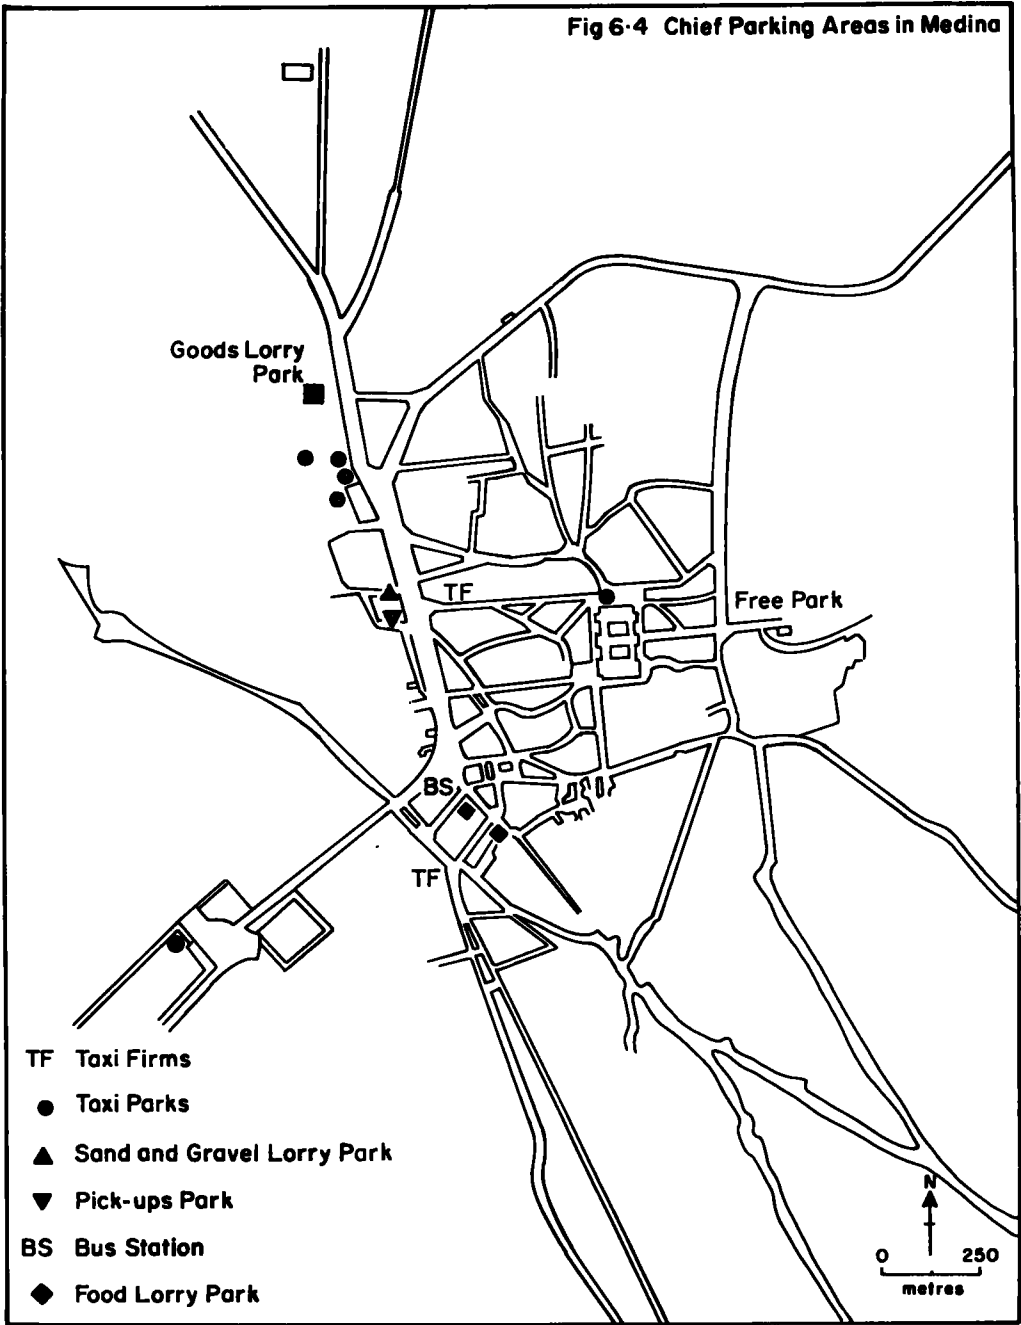 Fig 6·4 Chief Parking Areas in Medina
Goods Lorry
Park
TF
Free Park
BS
TF
TF Taxi Firms
Taxi Parks
Sand and Gravel Lorry Park
Pick-ups Park
BS Bus Station
Food Lorry Park
N
0 250
metres